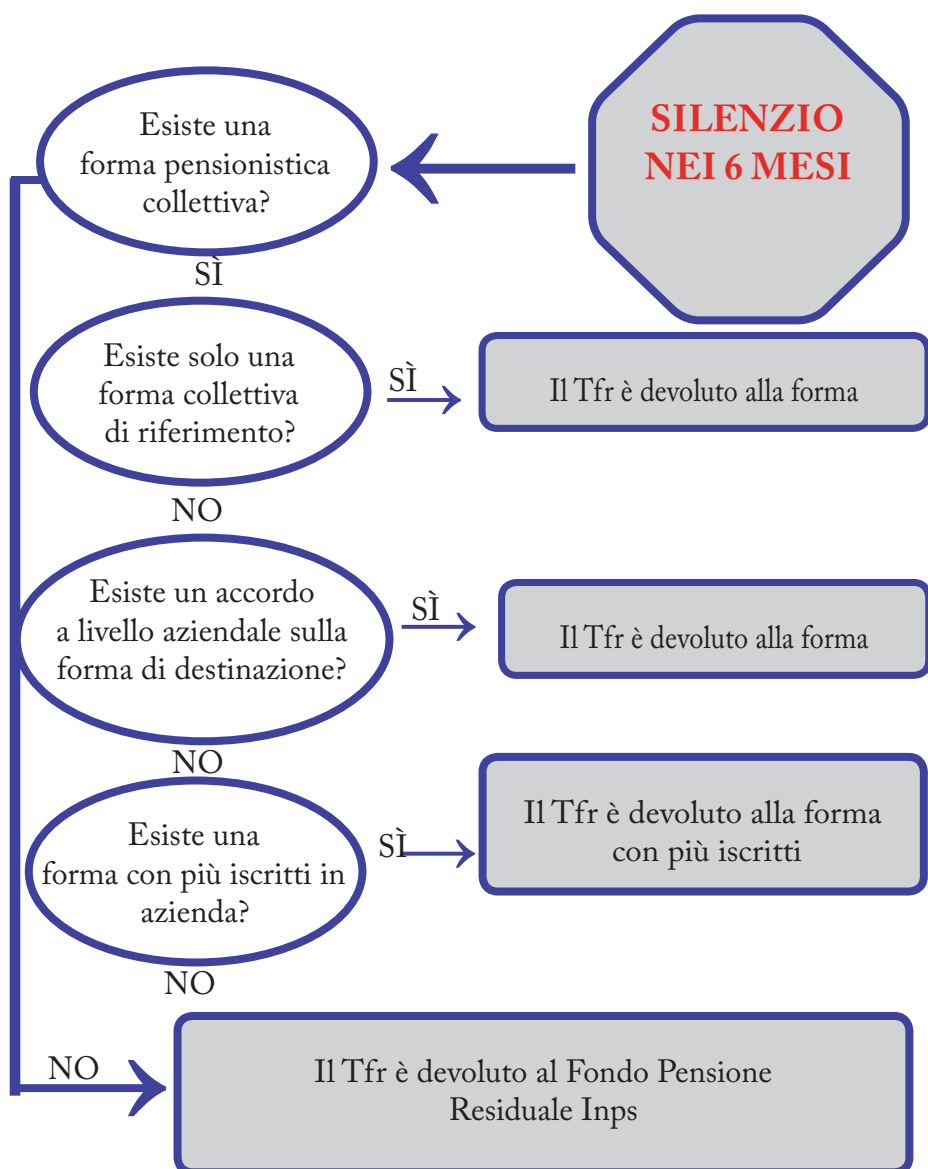 SILENZIO
NEI 6 MESI
Esiste una
forma pensionistica
collettiva?
SÌ
Esiste solo una
forma collettiva
di riferimento?
SÌ
Il Tfr è devoluto alla forma
NO
Esiste un accordo
a livello aziendale sulla
forma di destinazione?
SÌ
Il Tfr è devoluto alla forma
NO
Esiste una
forma con più iscritti in
azienda?
SÌ
Il Tfr è devoluto alla forma
con più iscritti
NO
NO
Il Tfr è devoluto al Fondo Pensione
Residuale Inps